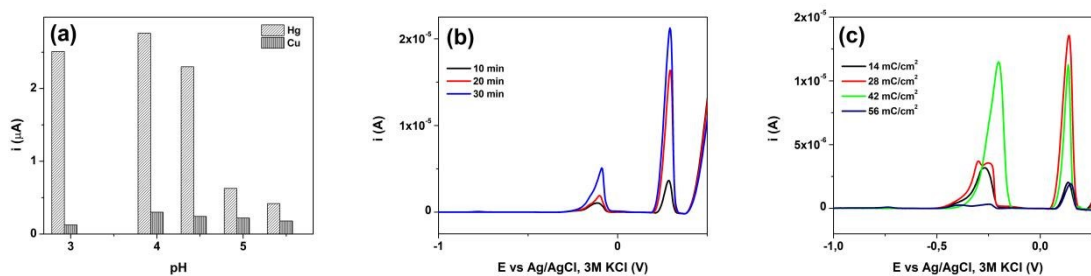 (a)
Hg
Cu
i (μA)
2
1
0
3
4
5
pH
(b)
10 min
20 min
30 min
i (A)
2x10⁻⁵
1x10⁻⁵
0
-1
0
E vs Ag/AgCl, 3M KCl (V)
(c)
14 mC/cm²
28 mC/cm²
42 mC/cm²
56 mC/cm²
i (A)
2x10⁻⁵
1x10⁻⁵
5x10⁻⁶
0
-1,0
-0,5
0,0
E vs Ag/AgCl, 3M KCl (V)